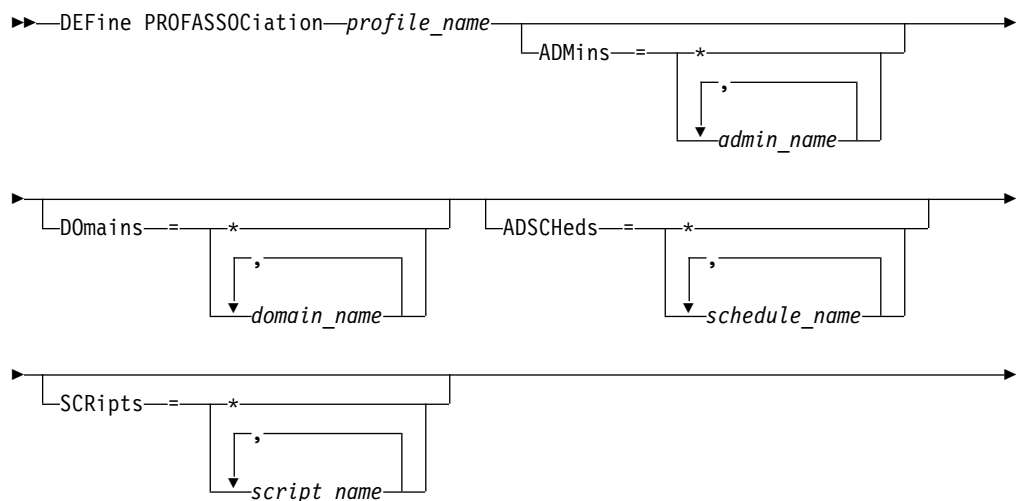 DEFine PROFASSOCiation profile_name
ADMins = *
,
admin_name
DOmains = *
,
domain_name
ADSCHeds = *
,
schedule_name
SCRipts = *
,
script_name